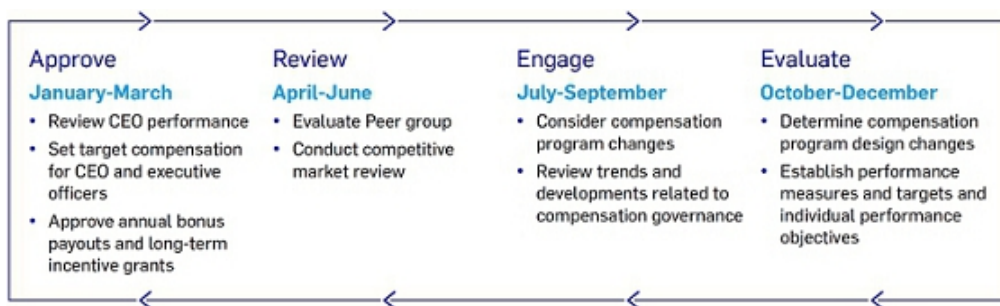 Approve
January-March
• Review CEO performance
• Set target compensation
for CEO and executive
officers
• Approve annual bonus
payouts and long-term
incentive grants
Review
April-June
• Evaluate Peer group
• Conduct competitive
market review
Engage
July-September
• Consider compensation
program changes
• Review trends and
developments related to
compensation governance
Evaluate
October-December
• Determine compensation
program design changes
• Establish performance
measures and targets and
individual performance
objectives